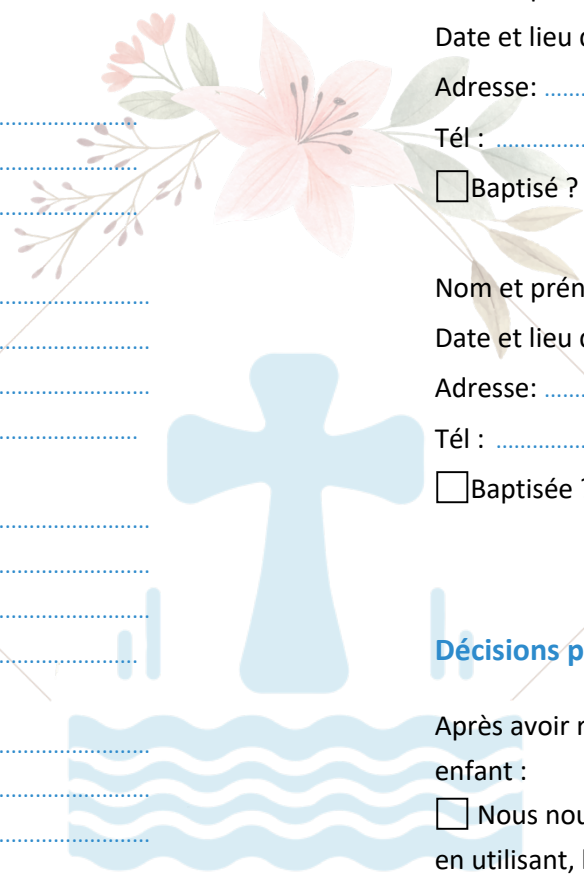 Date et lieu
Adresse: ........
Tél : ................
Baptisé ?
Nom et prén
Date et lieu
Adresse: ........
Tél : ................
Baptisée ?
Décisions p
Après avoir
enfant :
Nous nou
en utilisant,